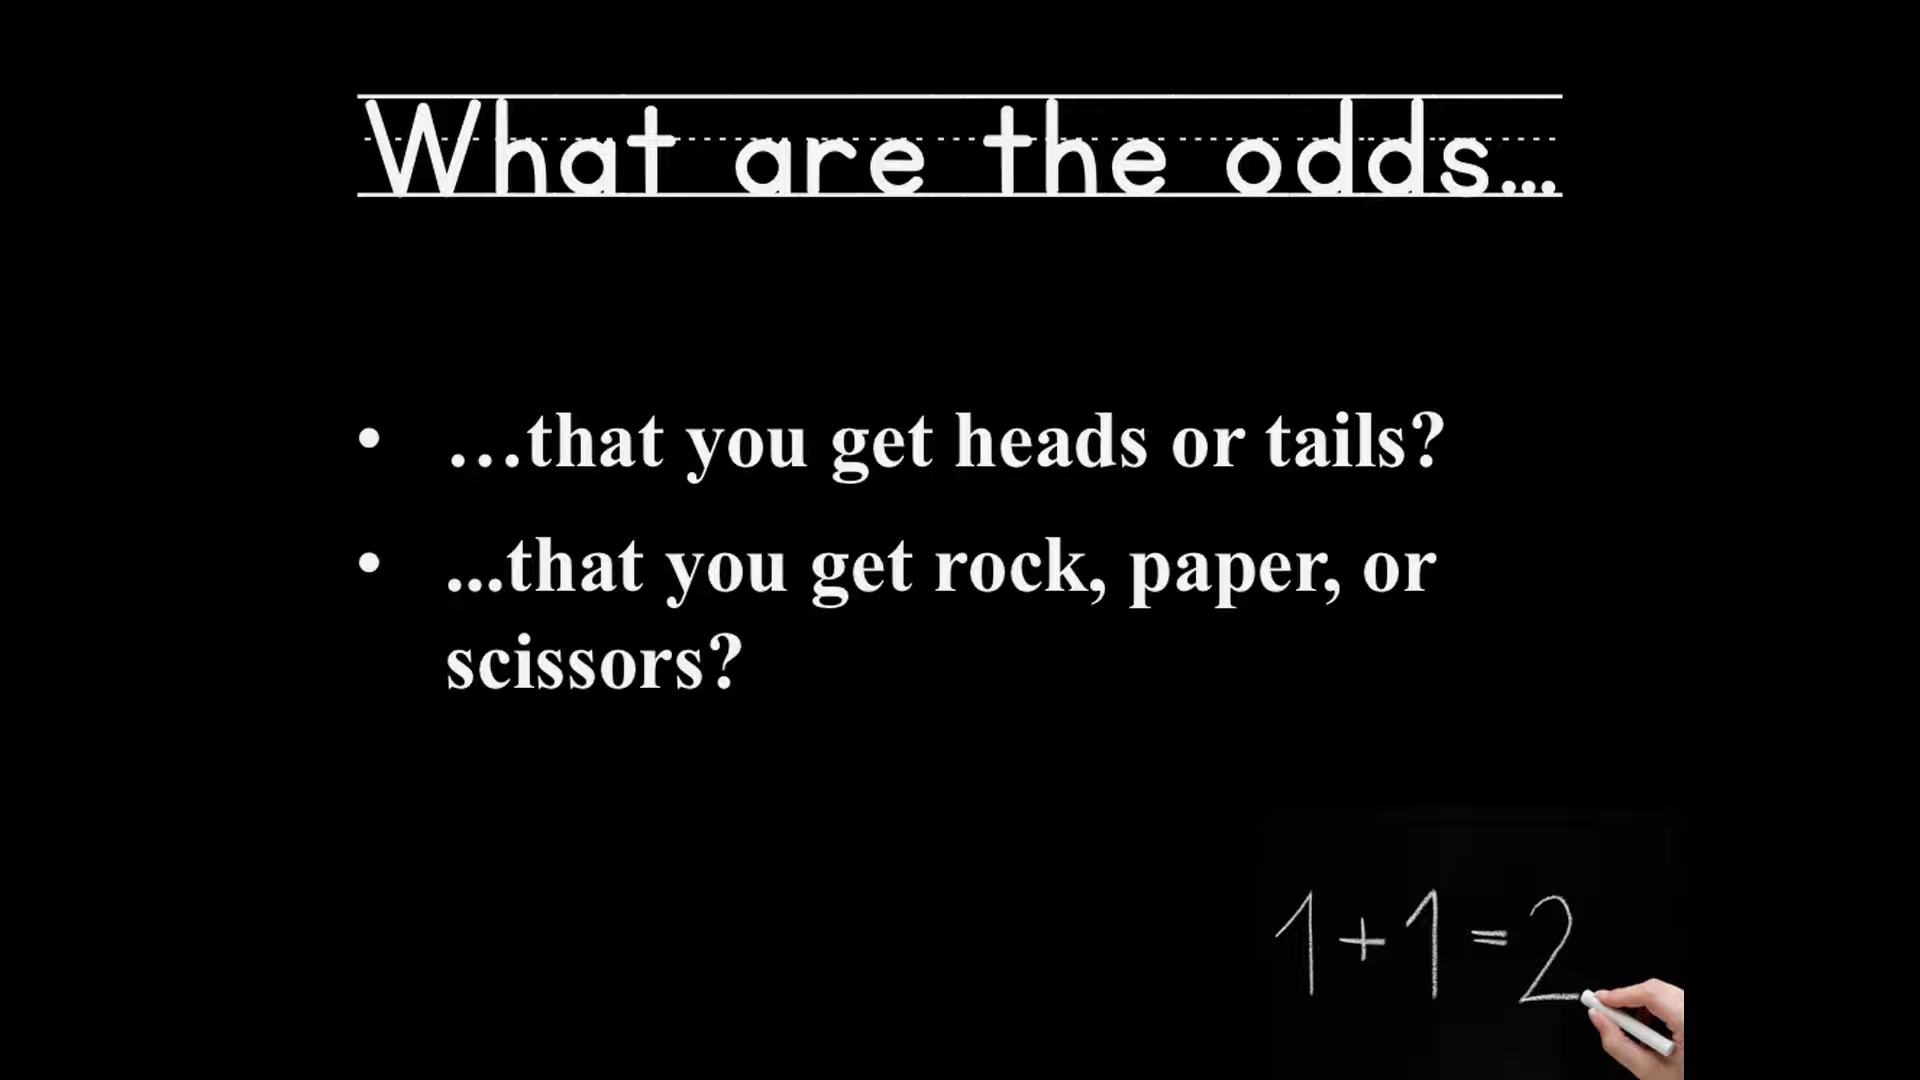 What are the odds...
• …that you get heads or tails?
• ...that you get rock, paper, or
scissors?
1 + 1 = 2